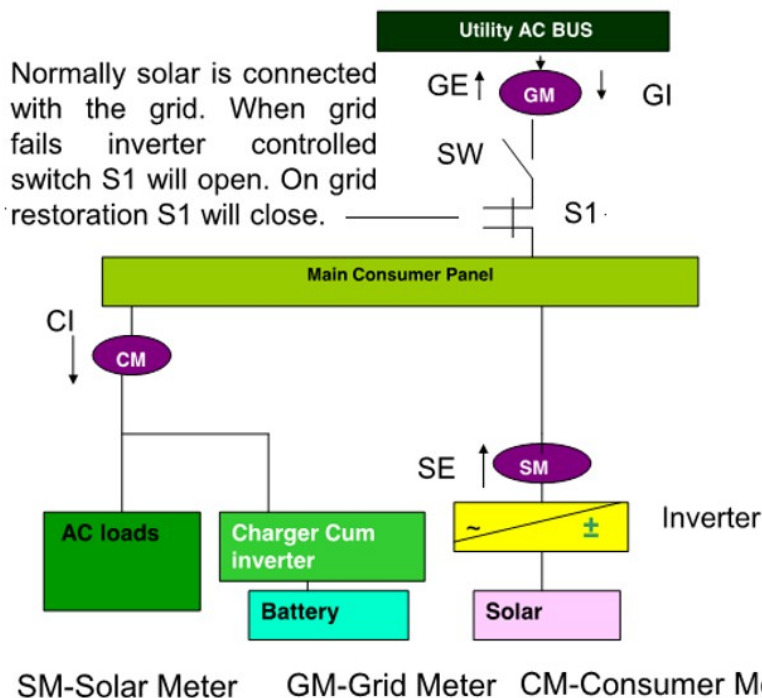 Utility AC BUS
Normally solar is connected
with the grid. When grid
fails inverter controlled
switch S1 will open. On grid
restoration S1 will close.
GE
GM
GI
SW
S1
Main Consumer Panel
CI
CM
SE
SM
AC loads
Charger Cum
inverter
~
±
Inverter
Battery
Solar
SM-Solar Meter GM-Grid Meter CM-Consumer